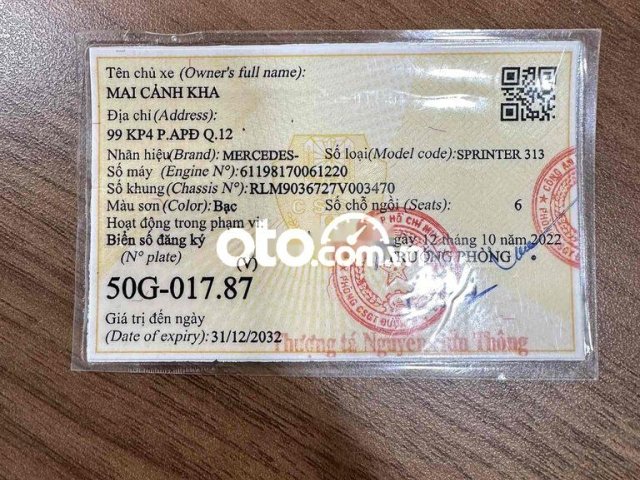 Tên chủ xe (Owner's full name):
MAI CẢNH KHA
Địa chỉ (Address):
99 KP4 P.APĐ Q.12
Nhãn hiệu(Brand): MERCEDES- Số loại(Model code): SPRINTER 313
Số máy (Engine N°): 61198170061220
Số khung (Chassis N°): RLM9036727V003470
Màu sơn (Color): Bạc Số chỗ ngồi (Seats): 6
Hoạt động trong phạm vi
Biển số đăng ký ngày 12 tháng 10 năm 2022
(N° plate) (V) TRƯỞNG PHÒNG
oto.com
50G-017.87
Giá trị đến ngày
(Date of expiry): 31/12/2032
Thượng tá Nguyễn Thông